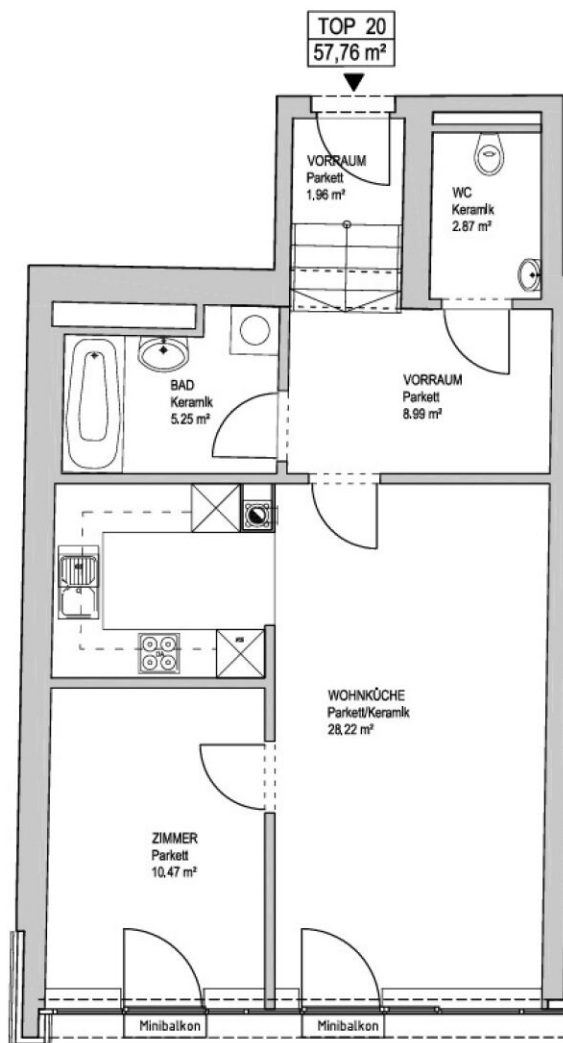 TOP 20
57,76 m²
VORRAUM
Parkett
1,96 m²
WC
Keramik
2.87 m²
BAD
Keramik
5.25 m²
VORRAUM
Parkett
8.99 m²
WOHNKÜCHE
Parkett/Keramik
28,22 m²
ZIMMER
Parkett
10.47 m²
Minibalkon
Minibalkon